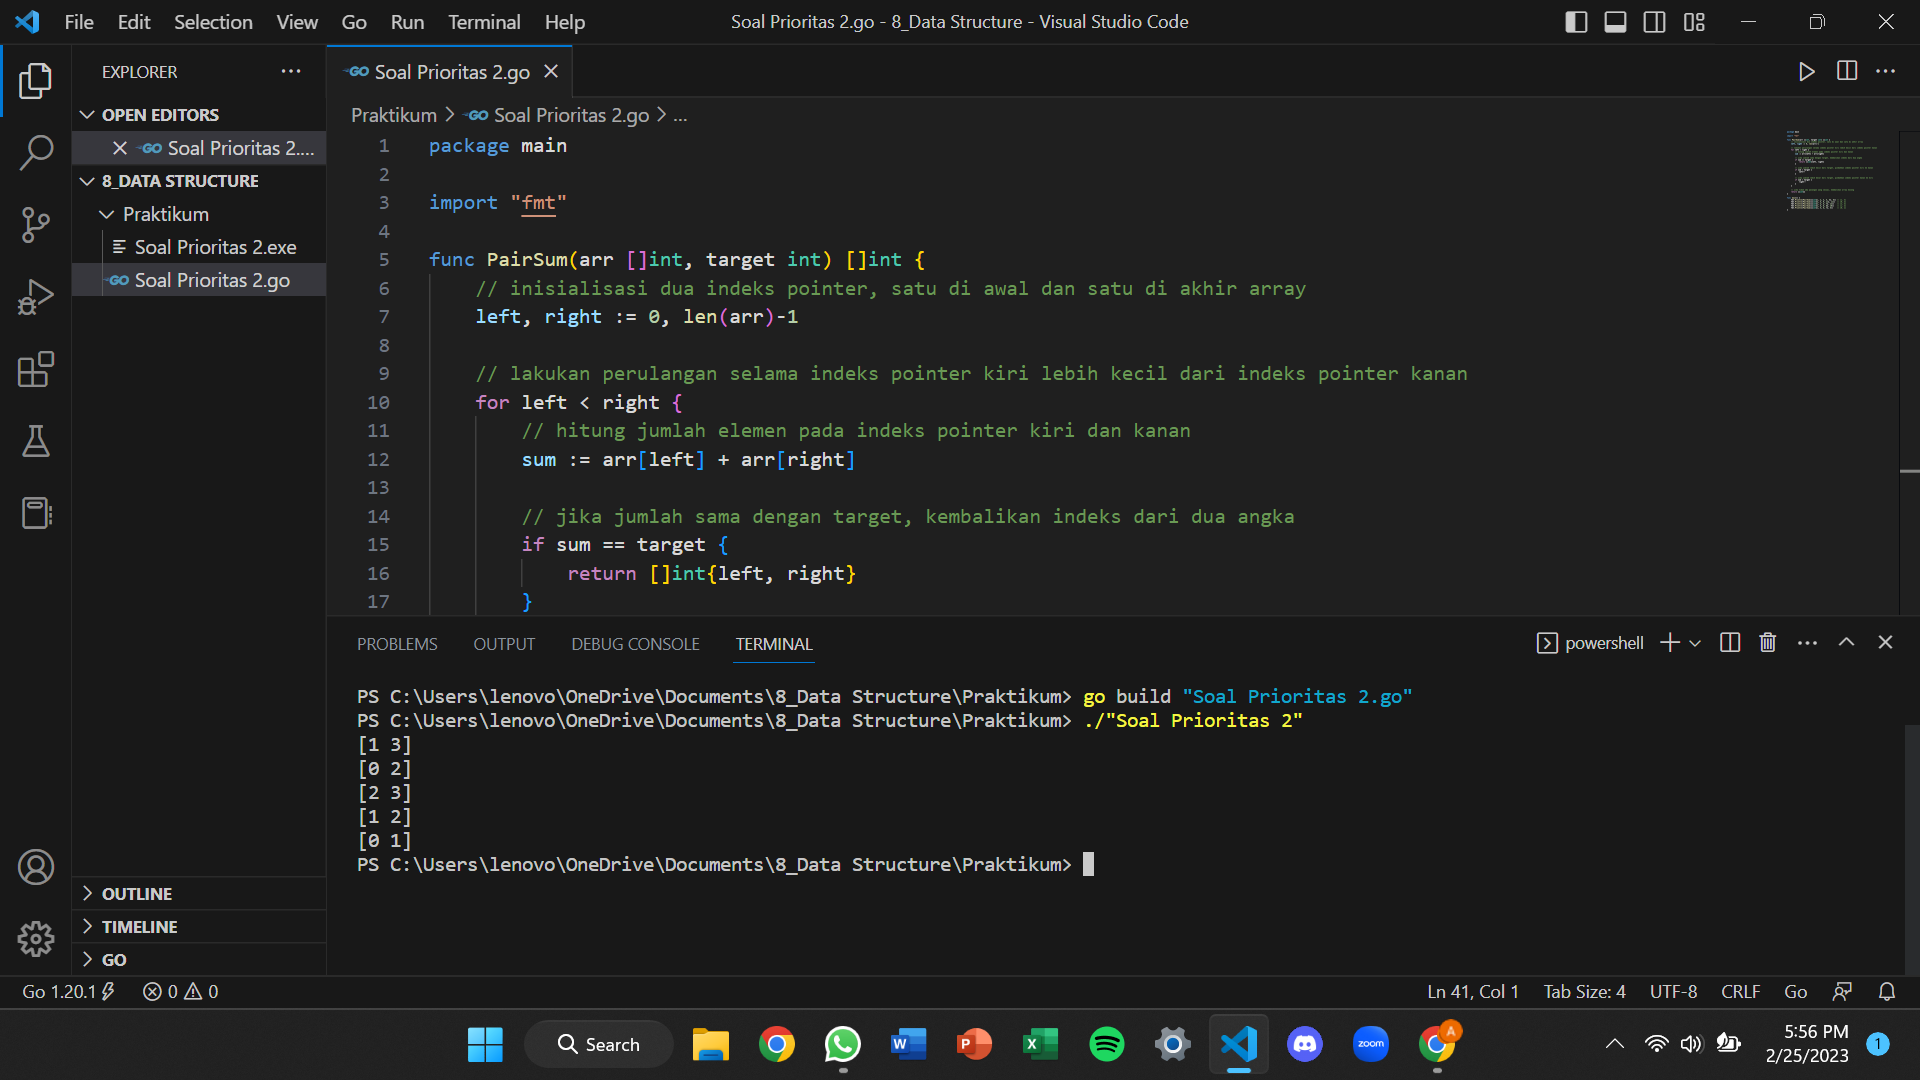 File Edit Selection View Go Run Terminal Help
Soal Prioritas 2.go - 8_Data Structure - Visual Studio Code
EXPLORER
OPEN EDITORS
GO Soal Prioritas 2....
8_DATA STRUCTURE
Praktikum
Soal Prioritas 2.exe
GO Soal Prioritas 2.go
OUTLINE
TIMELINE
GO
GO Soal Prioritas 2.go
Praktikum > GO Soal Prioritas 2.go > ...
1 package main
2
3 import "fmt"
4
5 func PairSum(arr []int, target int) []int {
6 // inisialisasi dua indeks pointer, satu di awal dan satu di akhir array
7 left, right := 0, len(arr)-1
8
9 // lakukan perulangan selama indeks pointer kiri lebih kecil dari indeks pointer kanan
10 for left < right {
11 // hitung jumlah elemen pada indeks pointer kiri dan kanan
12 sum := arr[left] + arr[right]
13
14 // jika jumlah sama dengan target, kembalikan indeks dari dua angka
15 if sum == target {
16 return []int{left, right}
17 }
PROBLEMS OUTPUT DEBUG CONSOLE TERMINAL
powershell
PS C:\Users\lenovo\OneDrive\Documents\8_Data Structure\Praktikum> go build "Soal Prioritas 2.go"
PS C:\Users\lenovo\OneDrive\Documents\8_Data Structure\Praktikum> ./"Soal Prioritas 2"
[1 3]
[0 2]
[2 3]
[1 2]
[0 1]
PS C:\Users\lenovo\OneDrive\Documents\8_Data Structure\Praktikum>
Go 1.20.1 0 0
Ln 41, Col 1 Tab Size: 4 UTF-8 CRLF Go
Search
W P X zoom A
5:56 PM
2/25/2023
1